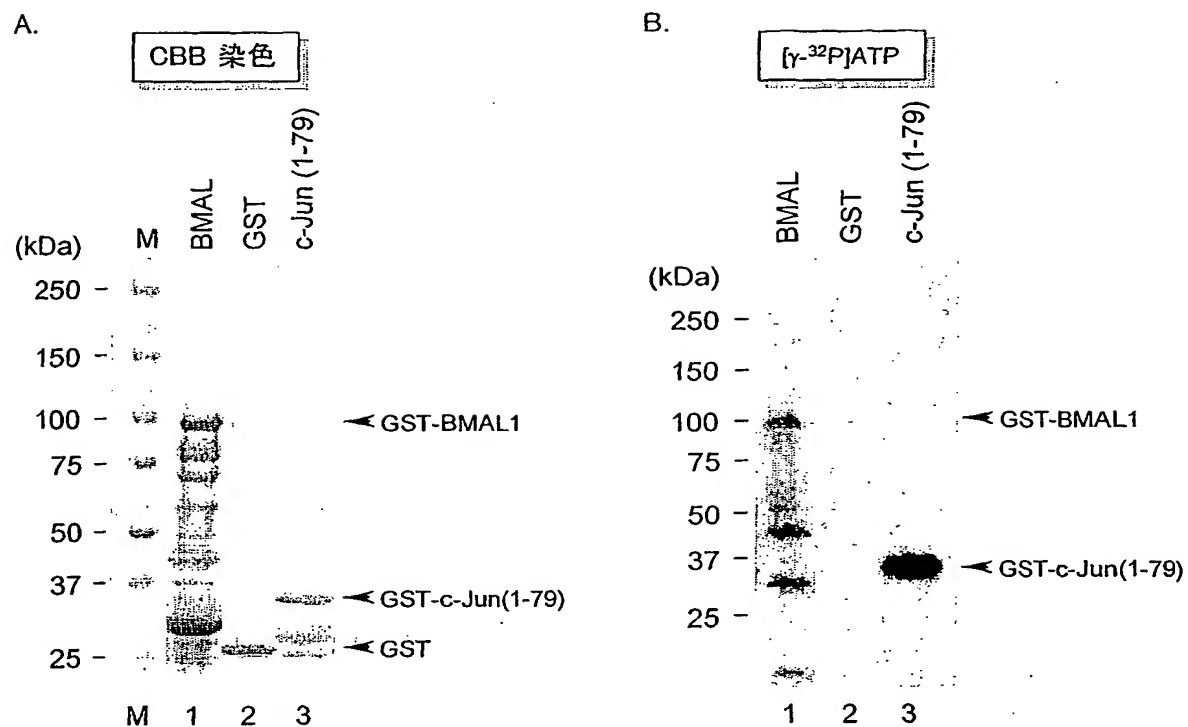 A.
CBB 染色
(kDa)
M
BMAL
GST
c-Jun (1-79)
250
150
100
75
50
37
25
GST-BMAL1
GST-c-Jun(1-79)
GST
M 1 2 3
B.
[γ-³²P]ATP
(kDa)
BMAL
GST
c-Jun (1-79)
250
150
100
75
50
37
25
GST-BMAL1
GST-c-Jun(1-79)
1 2 3